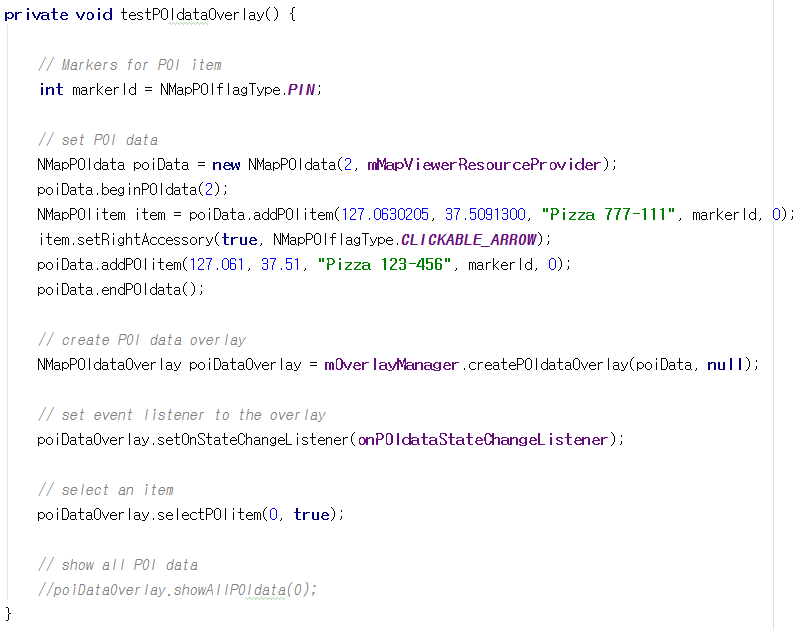 private void testPOIdataOverlay() {
// Markers for POI item
int markerId = NMapPOIflagType.PIN;
// set POI data
NMapPOIdata poiData = new NMapPOIdata(2, mMapViewerResourceProvider);
poiData.beginPOIdata(2);
NMapPOIitem item = poiData.addPOIitem(127.0630205, 37.5091300, "Pizza 777-111", markerId, 0);
item.setRightAccessory(true, NMapPOIflagType.CLICKABLE_ARROW);
poiData.addPOIitem(127.061, 37.51, "Pizza 123-456", markerId, 0);
poiData.endPOIdata();
// create POI data overlay
NMapPOIdataOverlay poiDataOverlay = mOverlayManager.createPOIdataOverlay(poiData, null);
// set event listener to the overlay
poiDataOverlay.setOnStateChangeListener(onPOIdataStateChangeListener);
// select an item
poiDataOverlay.selectPOIitem(0, true);
// show all POI data
//poiDataOverlay.showAllPOIdata(0);
}